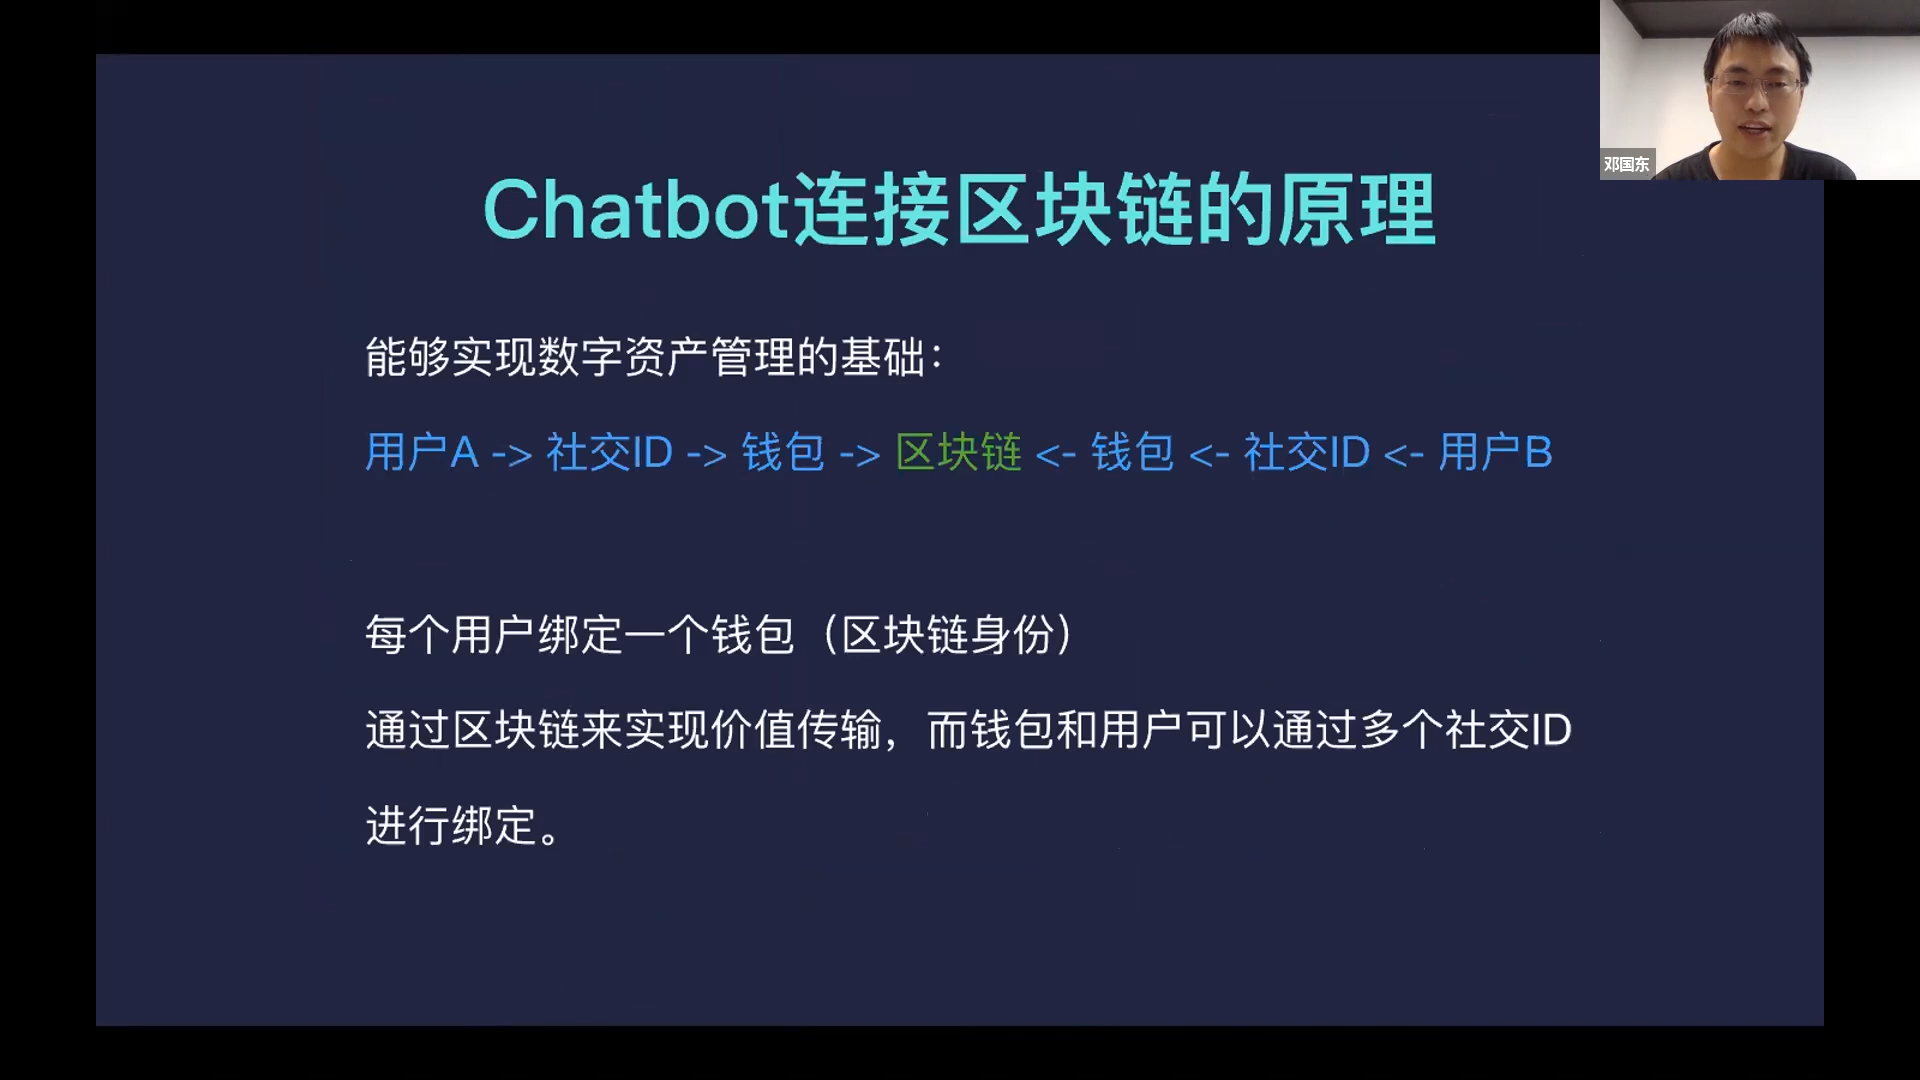 Chatbot连接区块链的原理
邓国东
能够实现数字资产管理的基础：
用户A -> 社交ID -> 钱包 -> 区块链 <- 钱包 <- 社交ID <- 用户B
每个用户绑定一个钱包（区块链身份）
通过区块链来实现价值传输，而钱包和用户可以通过多个社交ID
进行绑定。